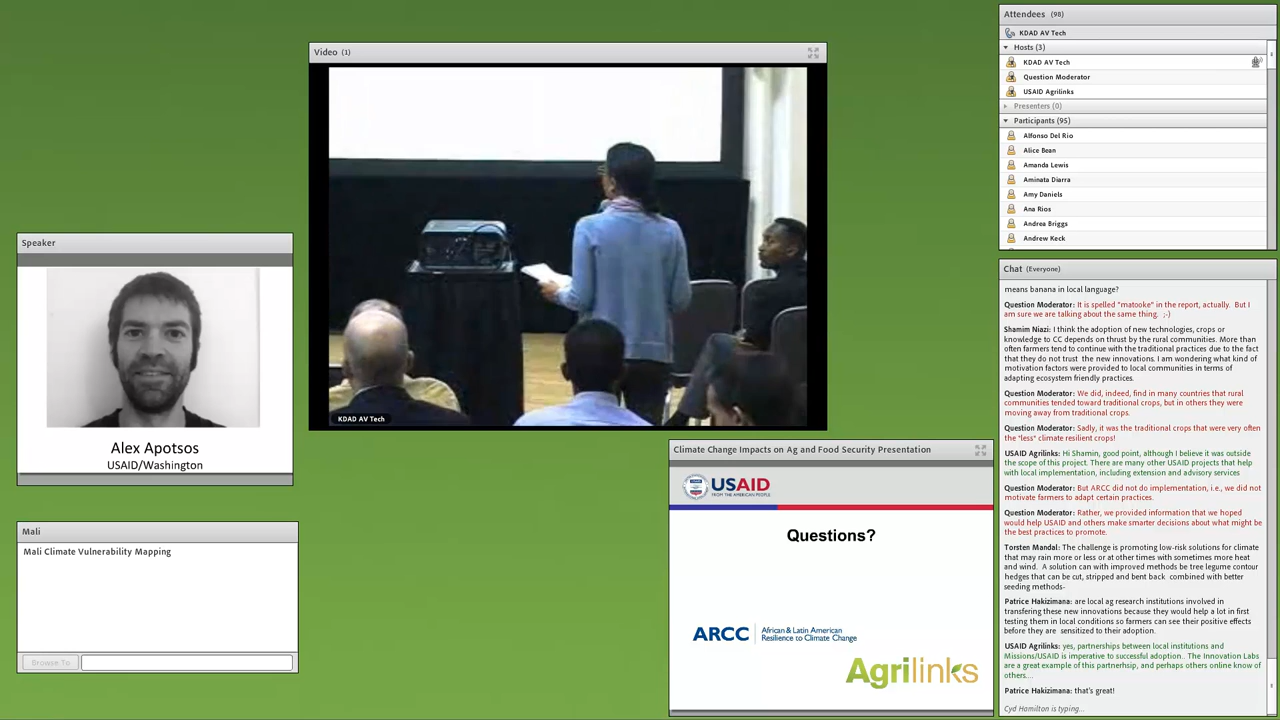 Video (1)
KDAD AV Tech
Speaker
Alex Apotsos
USAID/Washington
Mali
Mali Climate Vulnerability Mapping
Browse To
Climate Change Impacts on Ag and Food Security Presentation
USAID
FROM THE AMERICAN PEOPLE
Questions?
ARCC
African & Latin American
Resilience to Climate Change
Agrilinks
Attendees (98)
KDAD AV Tech
Hosts (3)
KDAD AV Tech
Question Moderator
USAID Agrilinks
Presenters (0)
Participants (95)
Alfonso Del Rio
Alice Bean
Amanda Lewis
Aminata Diarra
Amy Daniels
Ana Rios
Andrea Briggs
Andrew Keck
Chat (Everyone)
means banana in local language?
Question Moderator: It is spelled "matooke" in the report, actually. But I
am sure we are talking about the same thing. ;-)
Shamim Niazi: I think the adoption of new technologies, crops or
knowledge to CC depends on thrust by the rural communities. More than
often farmers tend to continue with the traditional practices due to the fact
that they do not trust the new innovations. I am wondering what kind of
motivation factors were provided to local communities in terms of
adapting ecosystem friendly practices.
Question Moderator: We did, indeed, find in many countries that rural
communities tended toward traditional crops, but in others they were
moving away from traditional crops.
Question Moderator: Sadly, it was the traditional crops that were very often
the "less" climate resilient crops!
USAID Agrilinks: Hi Shamin, good point, although I believe it was outside
the scope of this project. There are many other USAID projects that help
with local implementation, including extension and advisory services
Question Moderator: But ARCC did not do implementation, i.e., we did not
motivate farmers to adapt certain practices.
Question Moderator: Rather, we provided information that we hoped
would help USAID and others make smarter decisions about what might be
the best practices to promote.
Torsten Mandal: The challenge is promoting low-risk solutions for climate
that may rain more or less or at other times with sometimes more heat
and wind. A solution can with improved methods be tree legume contour
hedges that can be cut, stripped and bent back combined with better
seeding methods-
Patrice Hakizimana: are local ag research institutions involved in
transfering these new innovations because they would help a lot in first
testing them in local conditions so farmers can see their positive effects
before they are sensitized to their adoption.
USAID Agrilinks: yes, partnerships between local institutions and
Missions/USAID is imperative to successful adoption.. The Innovation Labs
are a great example of this partnerhsip, and perhaps others online know of
others....
Patrice Hakizimana: that's great!
Cyd Hamilton is typing...